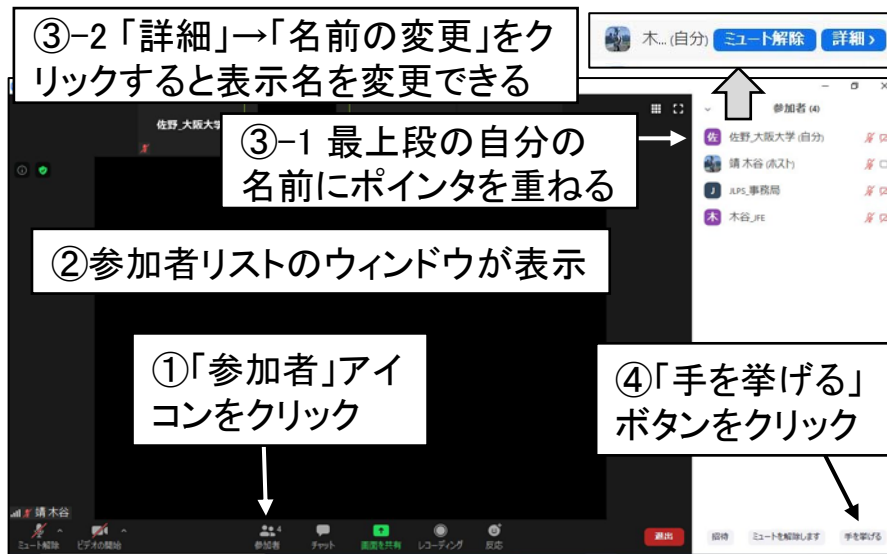 ③-2 「詳細」→「名前の変更」をク
リックすると表示名を変更できる
木... (自分) ミュート解除 詳細 >
参加者 (4)
佐野_大阪大学
③-1 最上段の自分の
名前にポインタを重ねる
佐 佐野_大阪大学 (自分)
靖 木谷 (ホスト)
J JLPS_事務局
木 木谷_JFE
②参加者リストのウィンドウが表示
①「参加者」アイ
コンをクリック
④「手を挙げる」
ボタンをクリック
靖 木谷
ミュート解除 ビデオの開始 参加者 4 チャット 画面を共有 レコーディング 反応 退出
招待 ミュートを解除します 手を挙げる